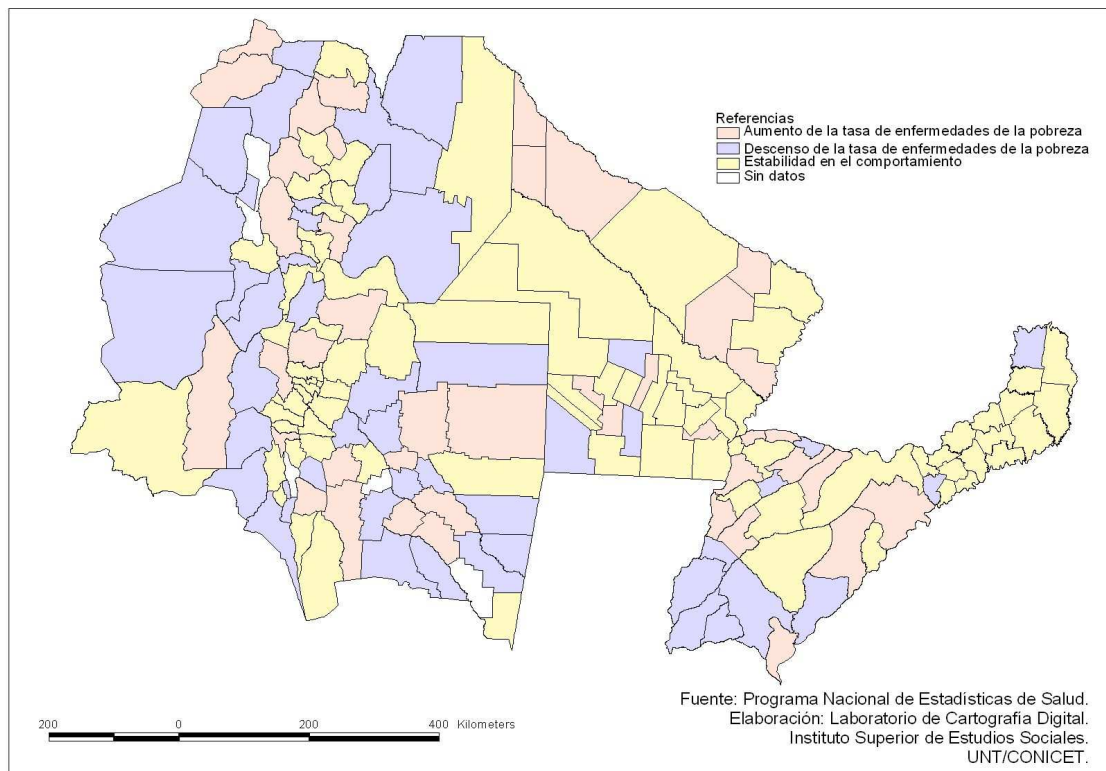 Referencias
Aumento de la tasa de enfermedades de la pobreza
Descenso de la tasa de enfermedades de la pobreza
Estabilidad en el comportamiento
Sin datos
200 0 200 400 Kilometers
Fuente: Programa Nacional de Estadísticas de Salud.
Elaboración: Laboratorio de Cartografía Digital.
Instituto Superior de Estudios Sociales.
UNT/CONICET.